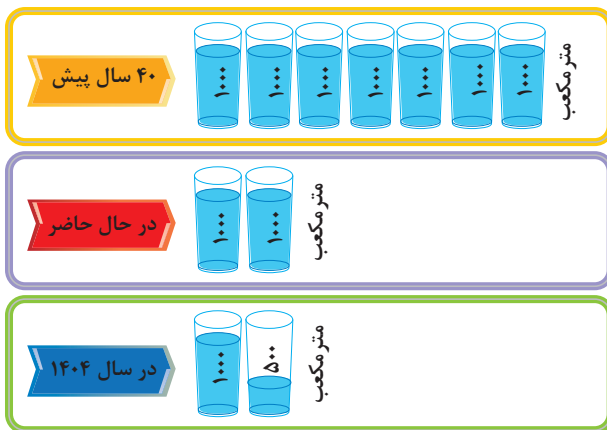 ۴۰ سال پیش
۱۰۰۰ ۱۰۰۰ ۱۰۰۰ ۱۰۰۰ ۱۰۰۰ ۱۰۰۰ ۱۰۰۰ متر مکعب
در حال حاضر
۱۰۰۰ ۱۰۰۰ متر مکعب
در سال ۱۴۰۴
۱۰۰۰ ۵۰۰ متر مکعب